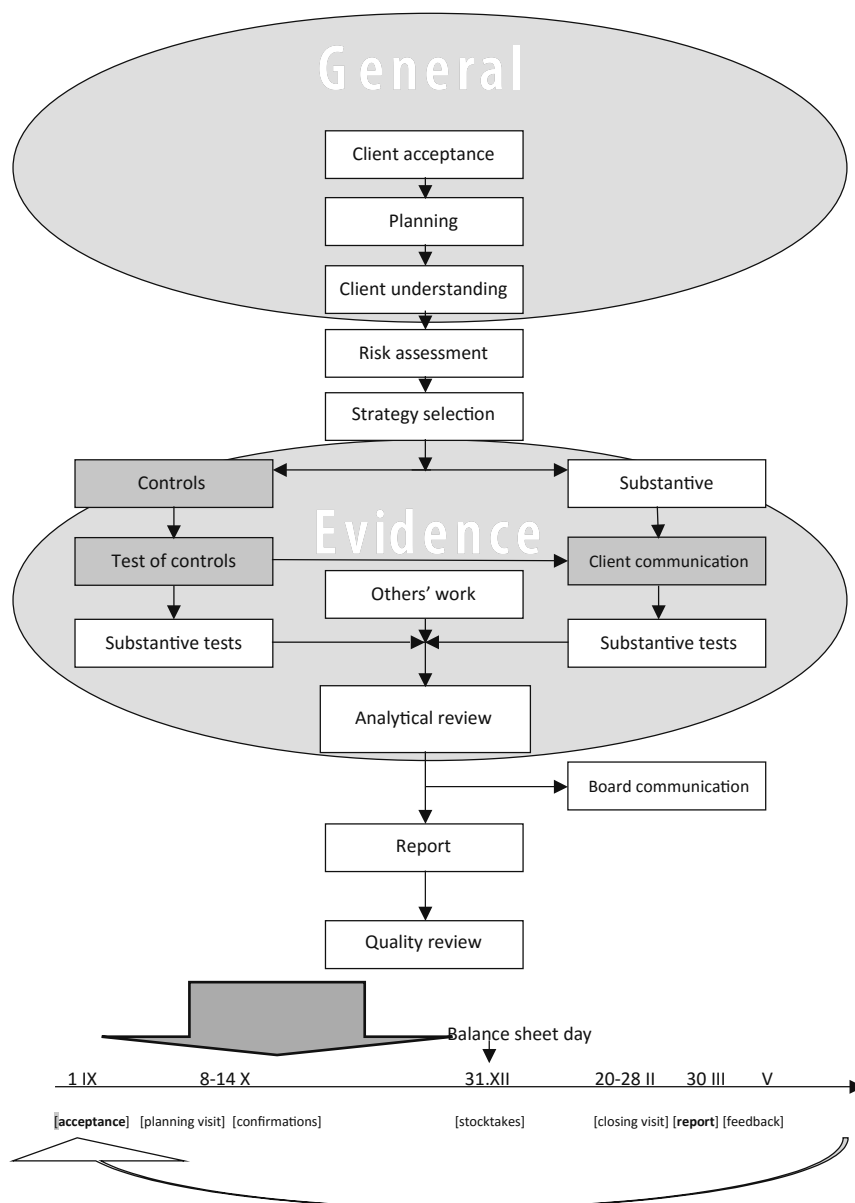 General
Client acceptance
Planning
Client understanding
Risk assessment
Strategy selection
Controls
Substantive
Evidence
Test of controls
Client communication
Others’ work
Substantive tests
Substantive tests
Analytical review
Board communication
Report
Quality review
Balance sheet day
1 IX 8-14 X 31.XII 20-28 II 30 III V
[acceptance] [planning visit] [confirmations] [stocktakes] [closing visit] [report] [feedback]